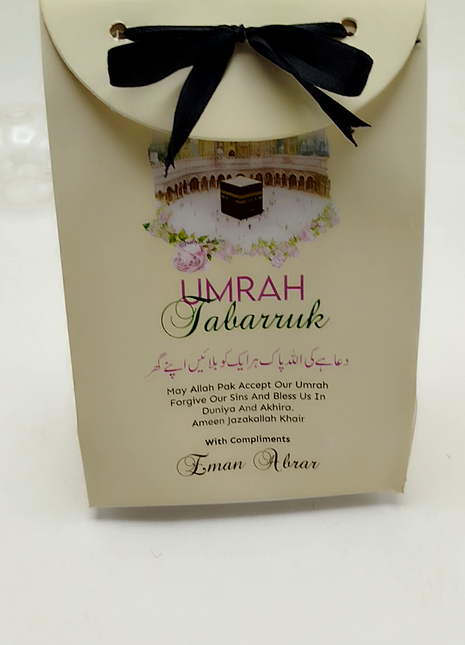 UMRAH
Tabarruk
دعا ہے کی اللہ پاک ہر ایک کو بلائیں اپنے گھر
May Allah Pak Accept Our Umrah
Forgive Our Sins And Bless Us In
Duniya And Akhira.
Ameen Jazakallah Khair
With Compliments
Eman Abrar